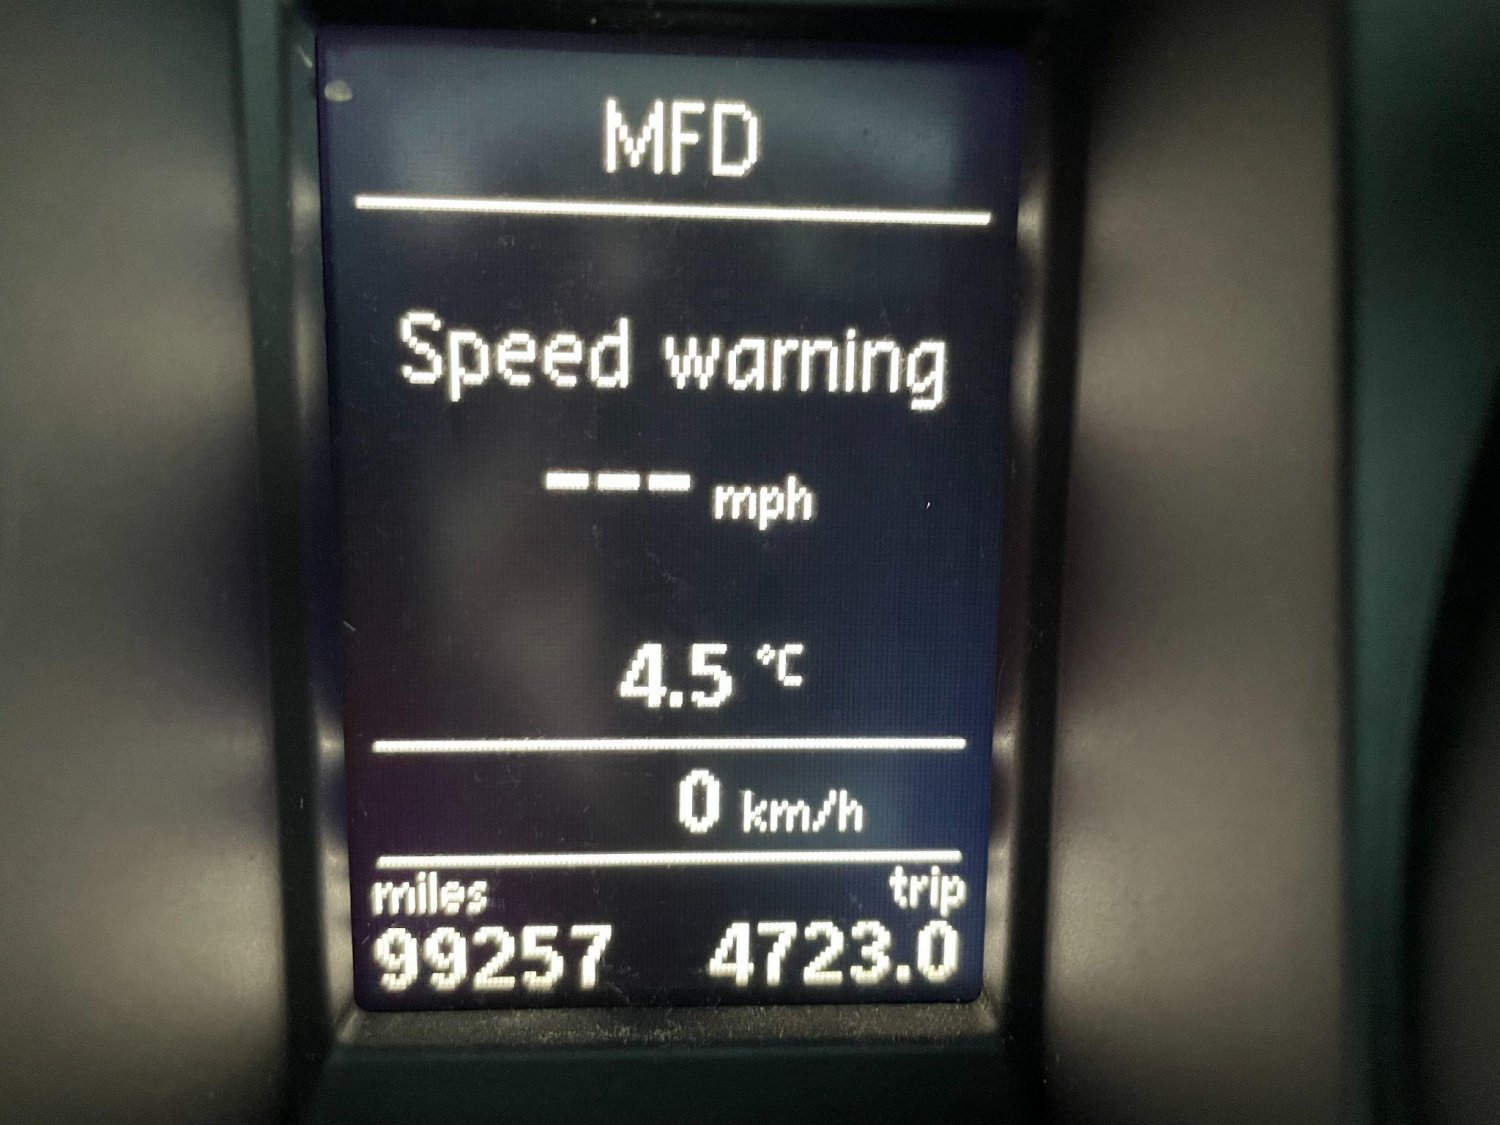 MFD
Speed warning
--- mph
4.5 °C
0 km/h
miles trip
99257 4723.0